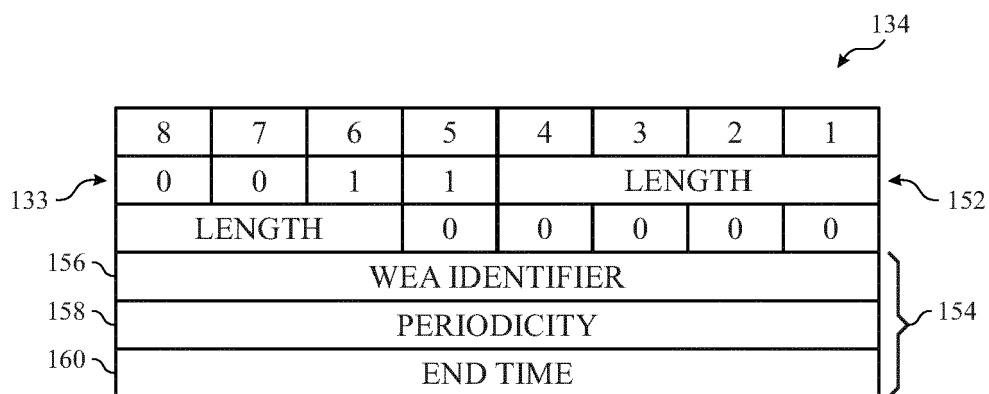 134
8 7 6 5 4 3 2 1
133 0 0 1 1 LENGTH 152
LENGTH 0 0 0 0 0
156 WEA IDENTIFIER
158 PERIODICITY 154
160 END TIME